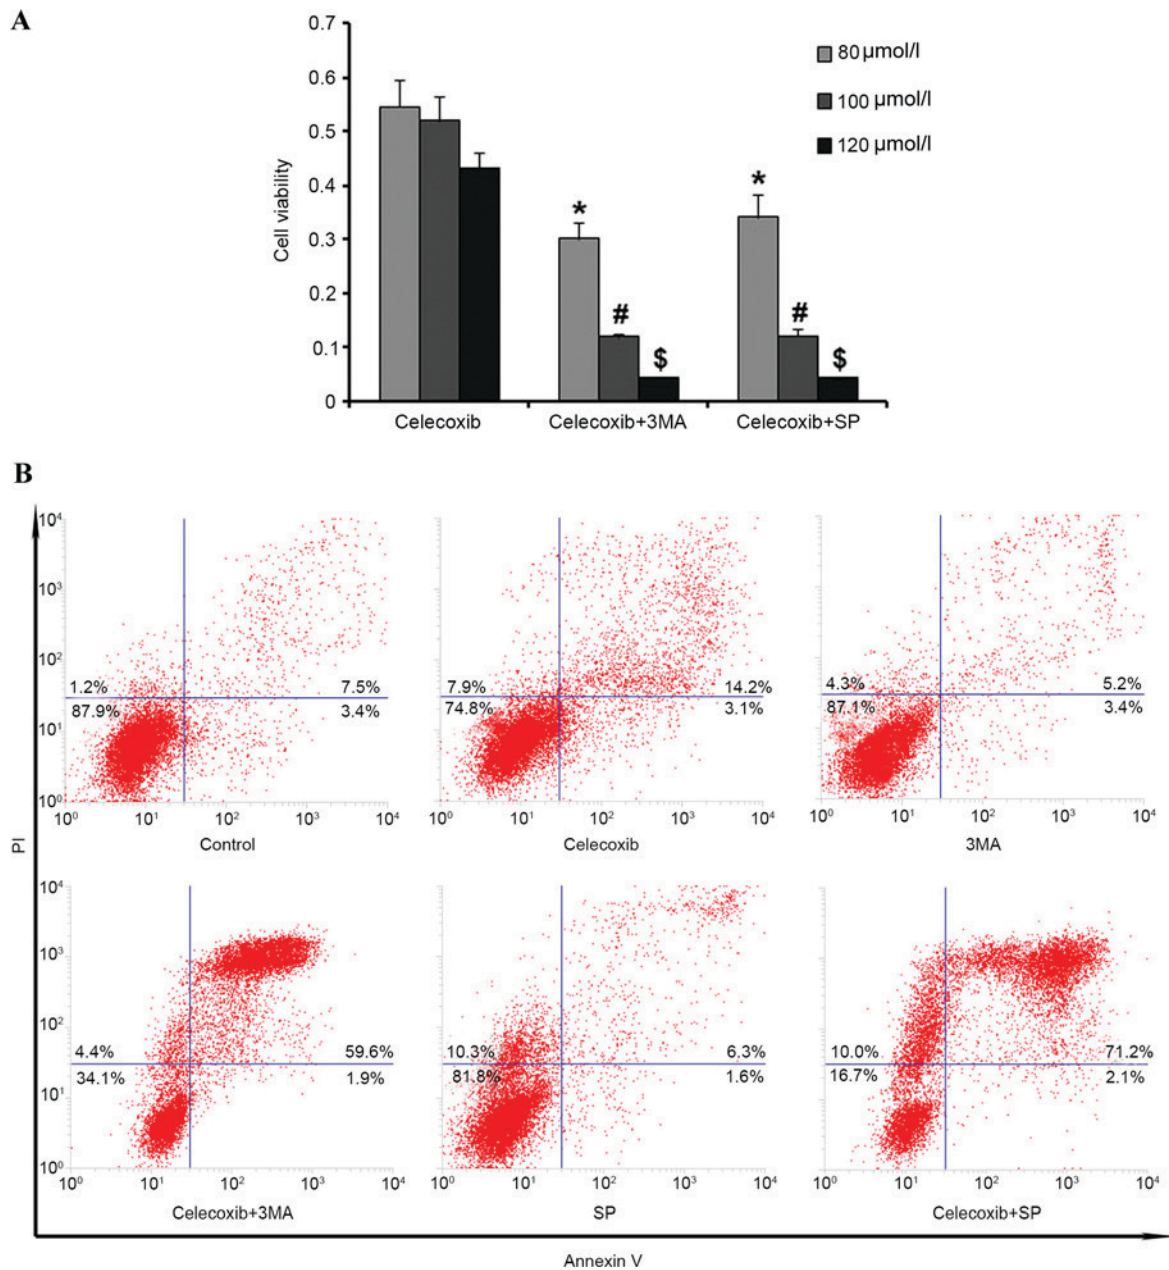 A
0.7
0.6
0.5
0.4
0.3
0.2
0.1
0
Cell viability
80 µmol/l
100 µmol/l
120 µmol/l
*
#
$
*
#
$
Celecoxib
Celecoxib+3MA
Celecoxib+SP
B
PI
10⁴
10³
10²
10¹
10⁰
1.2% 7.5%
87.9% 3.4%
10⁰ 10¹ 10² 10³ 10⁴
Control
7.9% 14.2%
74.8% 3.1%
10⁰ 10¹ 10² 10³ 10⁴
Celecoxib
4.3% 5.2%
87.1% 3.4%
10⁰ 10¹ 10² 10³ 10⁴
3MA
10⁴
10³
10²
10¹
10⁰
4.4% 59.6%
34.1% 1.9%
10⁰ 10¹ 10² 10³ 10⁴
Celecoxib+3MA
10.3% 6.3%
81.8% 1.6%
10⁰ 10¹ 10² 10³ 10⁴
SP
10.0% 71.2%
16.7% 2.1%
10⁰ 10¹ 10² 10³ 10⁴
Celecoxib+SP
Annexin V